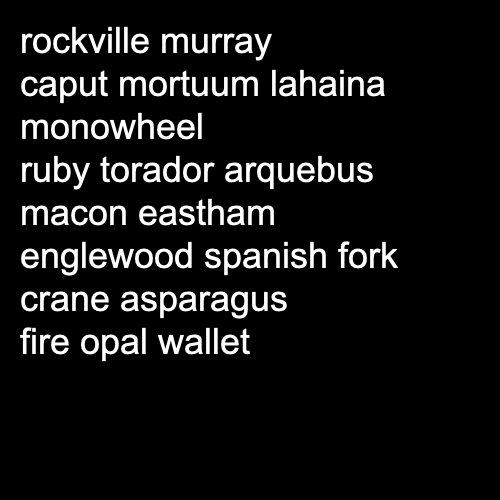 rockville murray
caput mortuum lahaina
monowheel
ruby torador arquebus
macon eastham
englewood spanish fork
crane asparagus
fire opal wallet